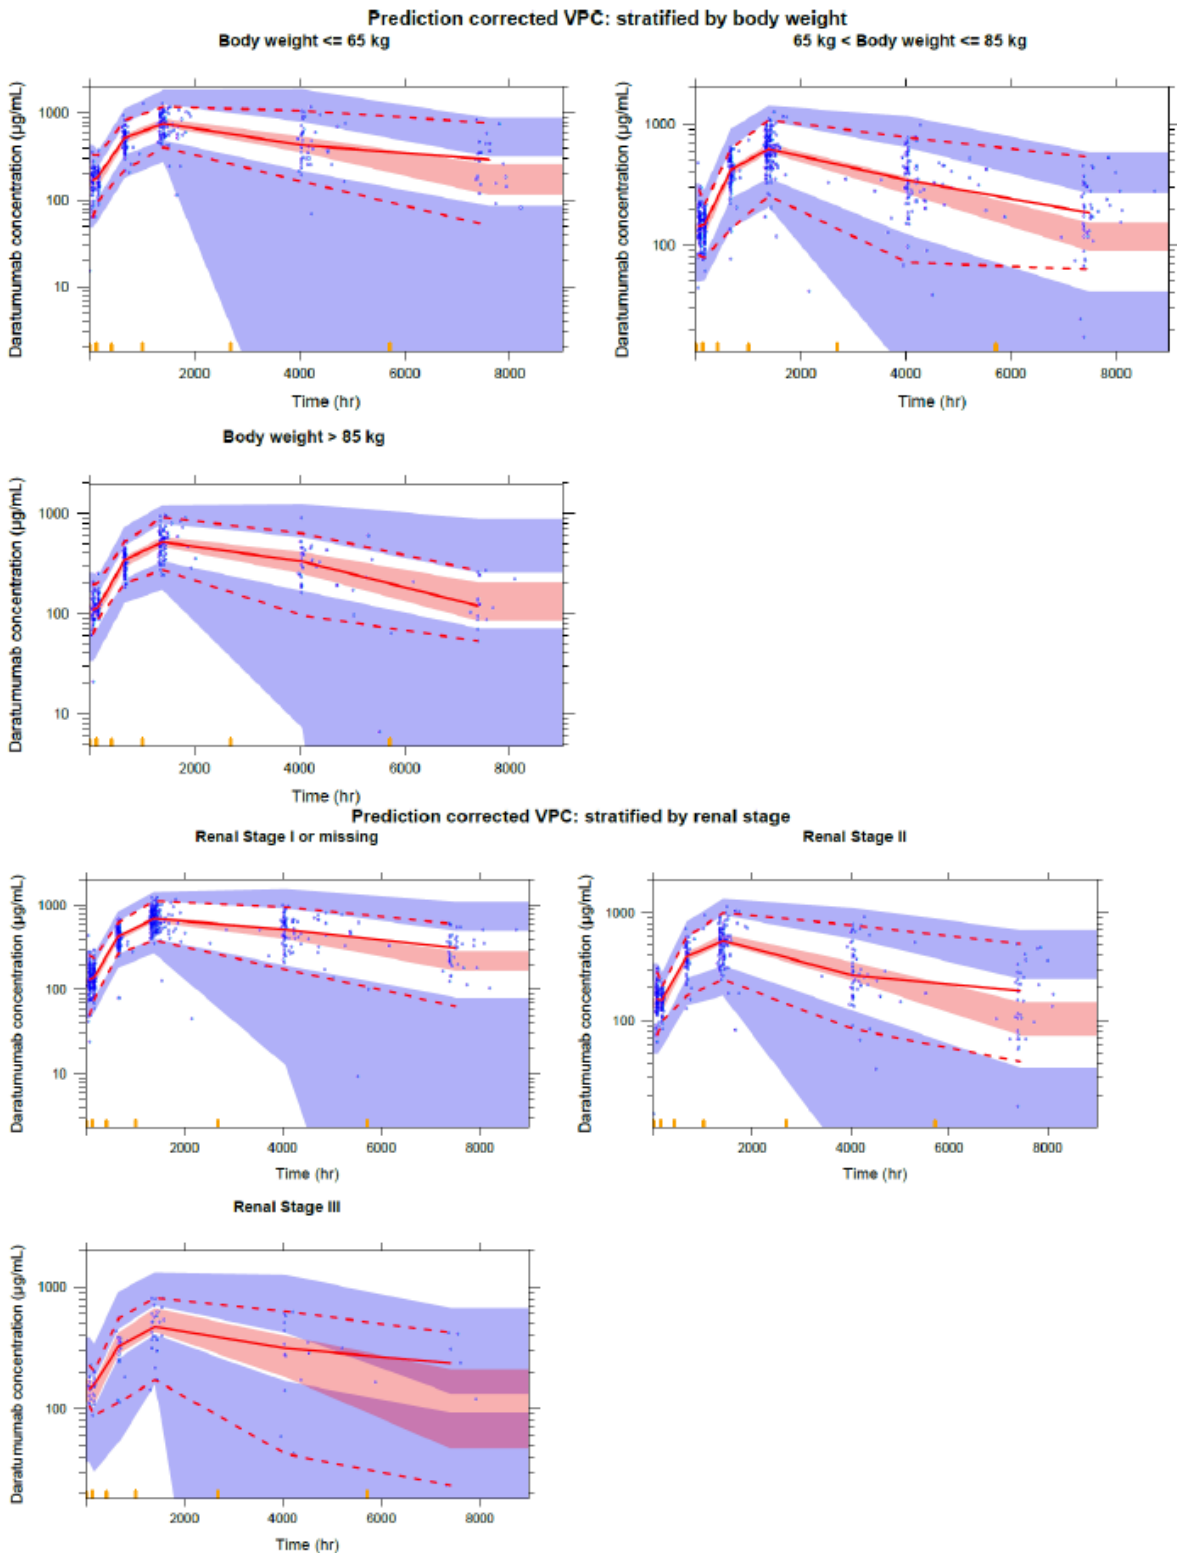 Prediction corrected VPC: stratified by body weight
Body weight <= 65 kg
65 kg < Body weight <= 85 kg
Daratumumab concentration (µg/mL)
1000
100
10
2000 4000 6000 8000
Time (hr)
Daratumumab concentration (µg/mL)
1000
100
2000 4000 6000 8000
Time (hr)
Body weight > 85 kg
Daratumumab concentration (µg/mL)
1000
100
10
2000 4000 6000 8000
Time (hr)
Prediction corrected VPC: stratified by renal stage
Renal Stage I or missing
Renal Stage II
Daratumumab concentration (µg/mL)
1000
100
10
2000 4000 6000 8000
Time (hr)
Daratumumab concentration (µg/mL)
1000
100
2000 4000 6000 8000
Time (hr)
Renal Stage III
Daratumumab concentration (µg/mL)
1000
100
2000 4000 6000 8000
Time (hr)